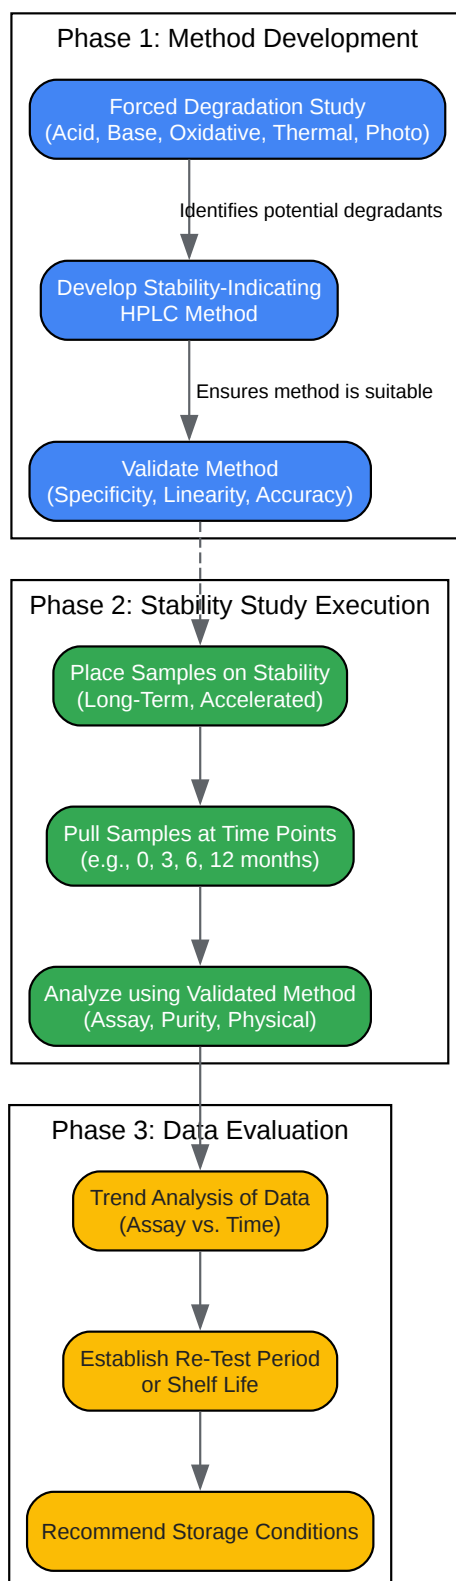 Phase 1: Method Development
Forced Degradation Study
(Acid, Base, Oxidative, Thermal, Photo)
Identifies potential degradants
Develop Stability-Indicating
HPLC Method
Ensures method is suitable
Validate Method
(Specificity, Linearity, Accuracy)
Phase 2: Stability Study Execution
Place Samples on Stability
(Long-Term, Accelerated)
Pull Samples at Time Points
(e.g., 0, 3, 6, 12 months)
Analyze using Validated Method
(Assay, Purity, Physical)
Phase 3: Data Evaluation
Trend Analysis of Data
(Assay vs. Time)
Establish Re-Test Period
or Shelf Life
Recommend Storage Conditions